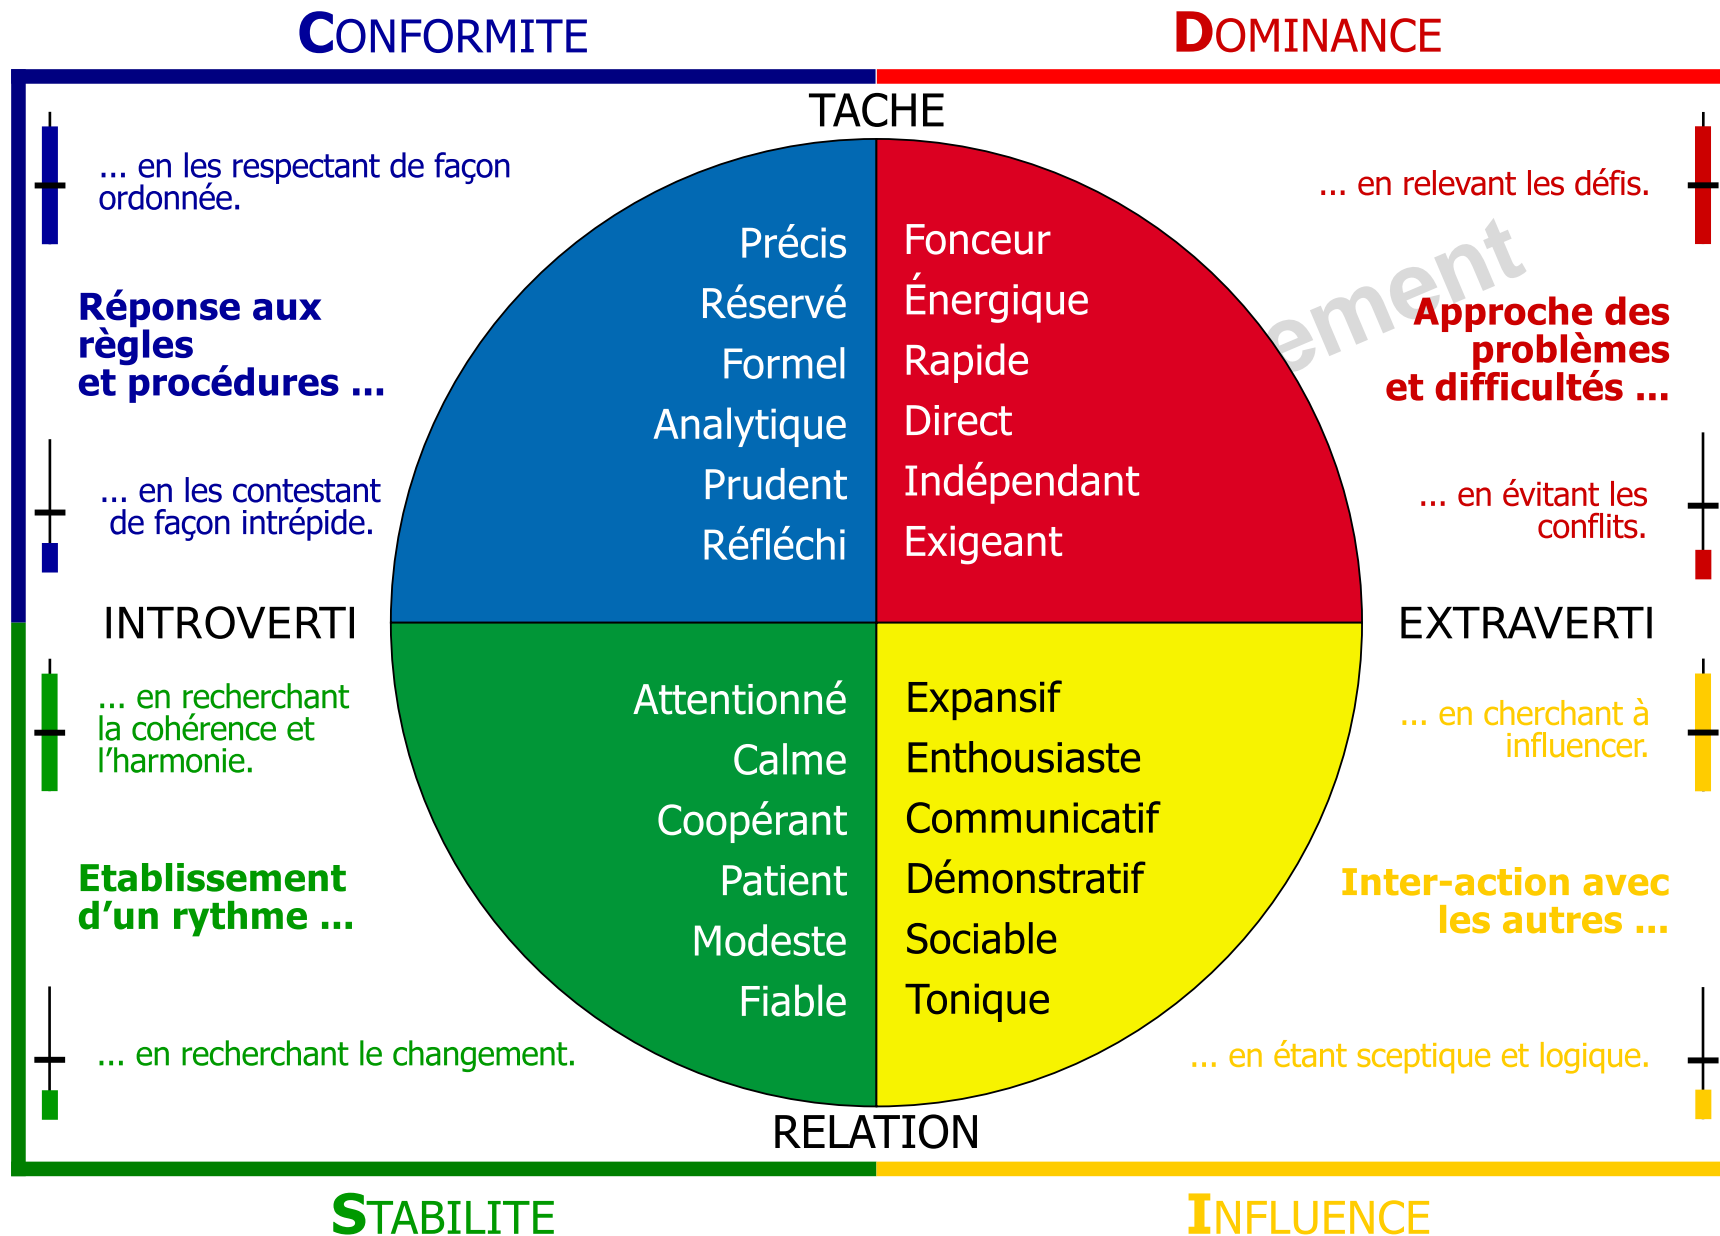 CONFORMITE
DOMINANCE
TACHE
... en les respectant de façon
ordonnée.
Réponse aux
règles
et procédures ...
... en les contestant
de façon intrépide.
Précis
Réservé
Formel
Analytique
Prudent
Réfléchi
Fonceur
Énergique
Rapide
Direct
Indépendant
Exigeant
... en relevant les défis.
Approche des
problèmes
et difficultés ...
... en évitant les
conflits.
INTROVERTI
EXTRAVERTI
... en recherchant
la cohérence et
l’harmonie.
Etablissement
d’un rythme ...
... en recherchant le changement.
Attentionné
Calme
Coopérant
Patient
Modeste
Fiable
Expansif
Enthousiaste
Communicatif
Démonstratif
Sociable
Tonique
... en cherchant à
influencer.
Inter-action avec
les autres ...
... en étant sceptique et logique.
RELATION
STABILITE
INFLUENCE